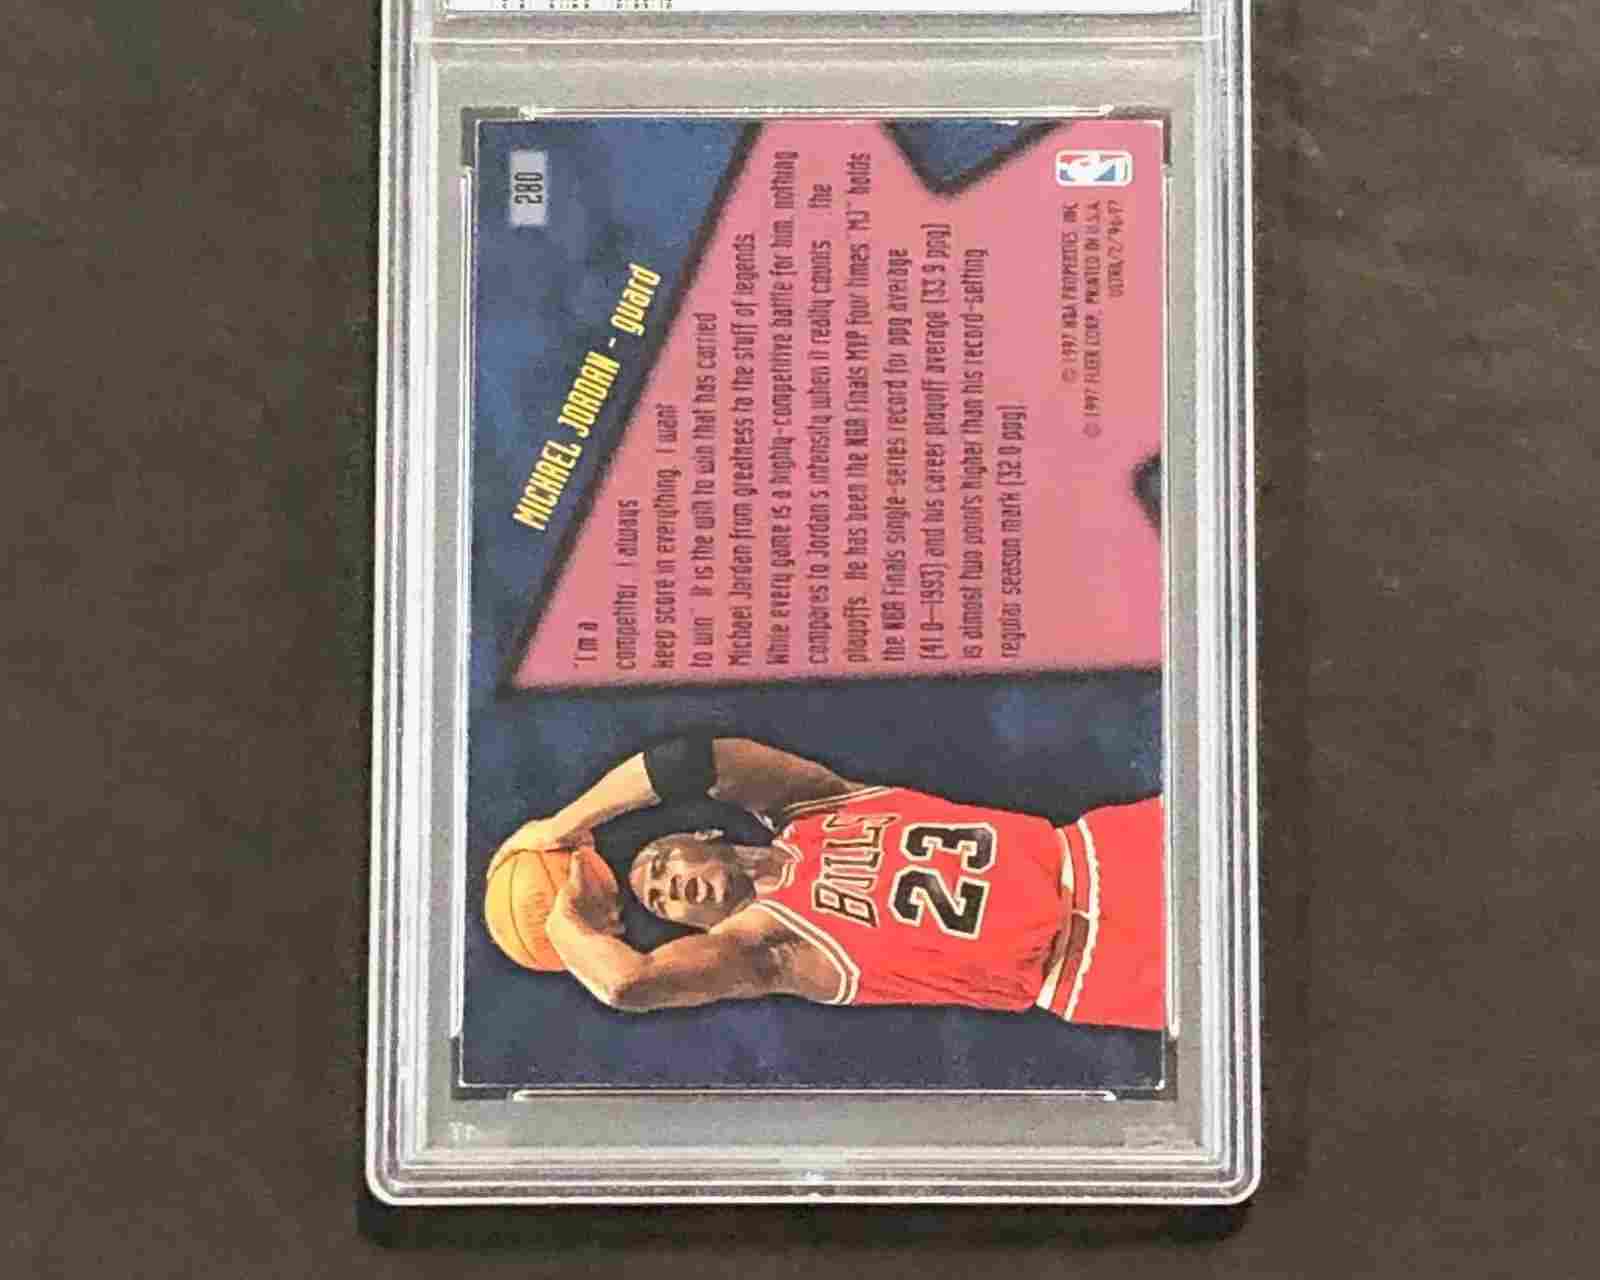 280
MICHAEL JORDAN - guard
"I'm a
competitor. I always
keep score in everything. I want
to win" It is the will to win that has carried
Michael Jordan from greatness to the stuff of legends.
While every game is a highly-competitive battle for him, nothing
compares to Jordan's intensity when it really counts... the
playoffs. He has been the NBA Finals MVP four times "MJ" holds
the NBA Finals single-series record for ppg average
(41.0—1993) and his career playoff average (33.9 ppg)
is almost two points higher than his record-setting
regular season mark (32.0 ppg)
© 1997 NBA PROPERTIES, INC.
© 1997 FLEER CORP. PRINTED IN U.S.A.
ULTRA/2/96-97
BULLS
23